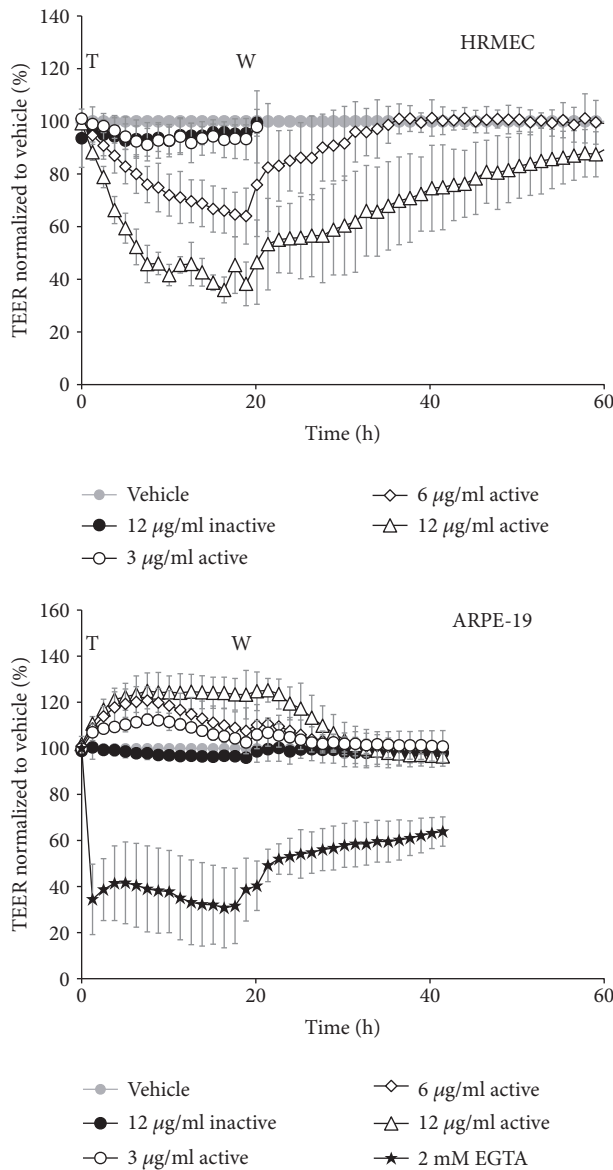 140
120
100
80
60
40
20
0
TEER normalized to vehicle (%)
T
W
HRMEC
0 20 40 60
Time (h)
Vehicle
12 μg/ml inactive
3 μg/ml active
6 μg/ml active
12 μg/ml active
160
140
120
100
80
60
40
20
0
TEER normalized to vehicle (%)
T
W
ARPE-19
0 20 40 60
Time (h)
Vehicle
12 μg/ml inactive
3 μg/ml active
6 μg/ml active
12 μg/ml active
2 mM EGTA